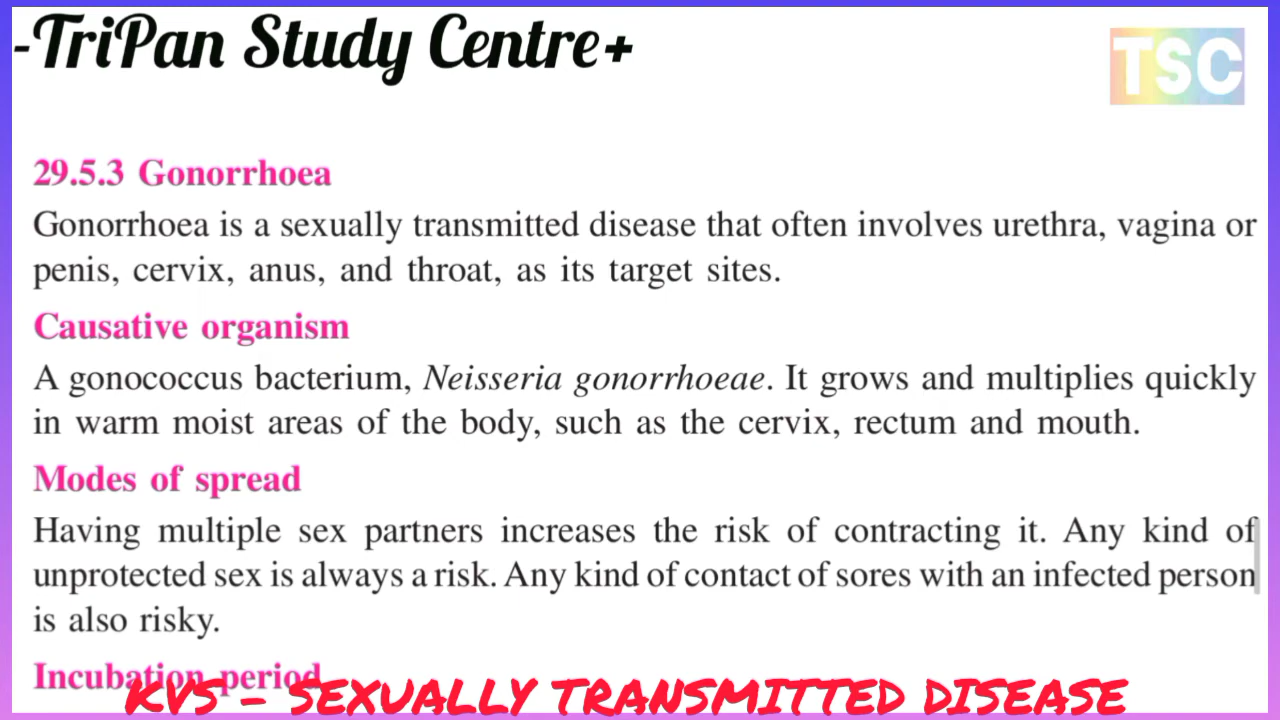 -TriPan Study Centre+
TSC
29.5.3 Gonorrhoea
Gonorrhoea is a sexually transmitted disease that often involves urethra, vagina or
penis, cervix, anus, and throat, as its target sites.
Causative organism
A gonococcus bacterium, Neisseria gonorrhoeae. It grows and multiplies quickly
in warm moist areas of the body, such as the cervix, rectum and mouth.
Modes of spread
Having multiple sex partners increases the risk of contracting it. Any kind of
unprotected sex is always a risk. Any kind of contact of sores with an infected person
is also risky.
Incubation period
KVS - SEXUALLY TRANSMITTED DISEASE